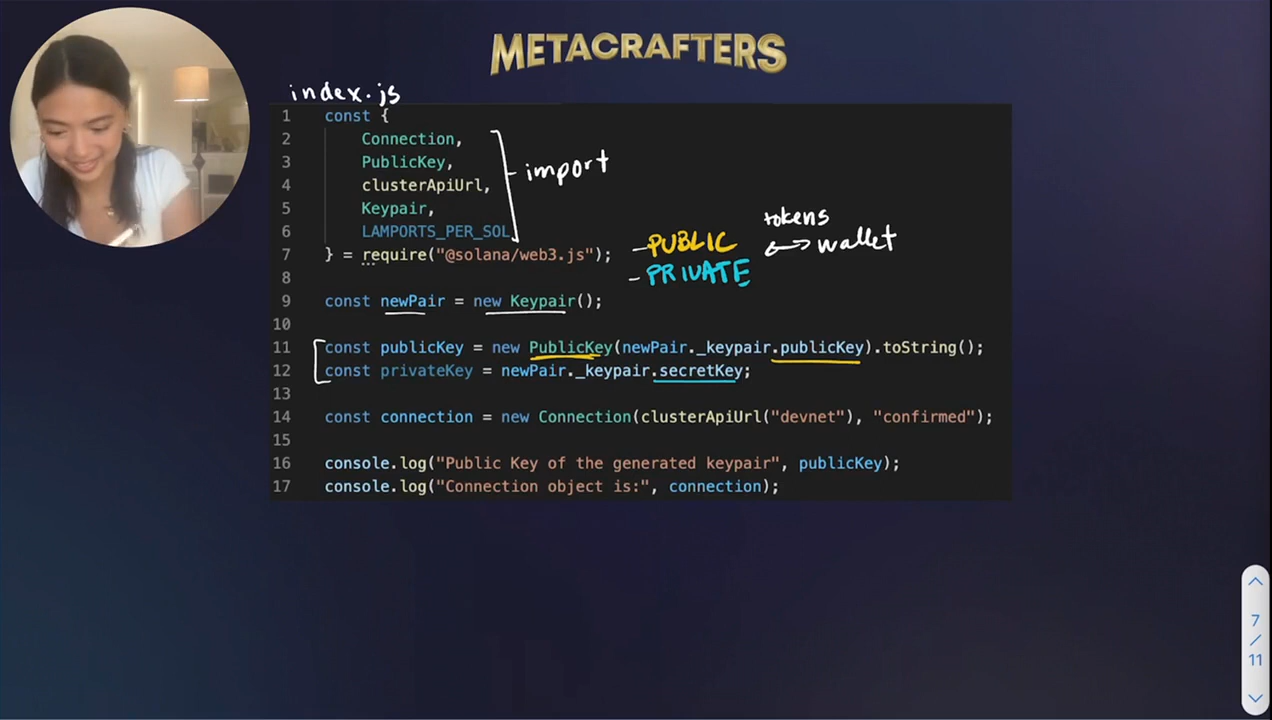 METACRAFTERS
index.js
1 const {
2 Connection,
3 PublicKey,
4 clusterApiUrl,
5 Keypair,
6 LAMPORTS_PER_SOL
7 } = require("@solana/web3.js");
8
9 const newPair = new Keypair();
10
11 const publicKey = new PublicKey(newPair._keypair.publicKey).toString();
12 const privateKey = newPair._keypair.secretKey;
13
14 const connection = new Connection(clusterApiUrl("devnet"), "confirmed");
15
16 console.log("Public Key of the generated keypair", publicKey);
17 console.log("Connection object is:", connection);
import
- PUBLIC
- PRIVATE
tokens
wallet
7
/
11